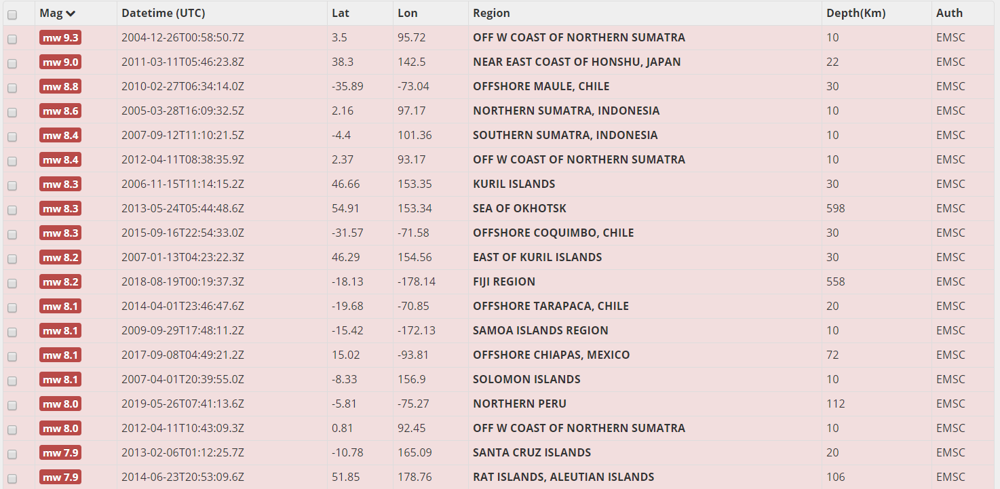 Mag Datetime (UTC) Lat Lon Region Depth(Km) Auth
mw 9.3 2004-12-26T00:58:50.7Z 3.5 95.72 OFF W COAST OF NORTHERN SUMATRA 10 EMSC
mw 9.0 2011-03-11T05:46:23.8Z 38.3 142.5 NEAR EAST COAST OF HONSHU, JAPAN 22 EMSC
mw 8.8 2010-02-27T06:34:14.0Z -35.89 -73.04 OFFSHORE MAULE, CHILE 30 EMSC
mw 8.6 2005-03-28T16:09:32.5Z 2.16 97.17 NORTHERN SUMATRA, INDONESIA 10 EMSC
mw 8.4 2007-09-12T11:10:21.5Z -4.4 101.36 SOUTHERN SUMATRA, INDONESIA 10 EMSC
mw 8.4 2012-04-11T08:38:35.9Z 2.37 93.17 OFF W COAST OF NORTHERN SUMATRA 10 EMSC
mw 8.3 2006-11-15T11:14:15.2Z 46.66 153.35 KURIL ISLANDS 30 EMSC
mw 8.3 2013-05-24T05:44:48.6Z 54.91 153.34 SEA OF OKHOTSK 598 EMSC
mw 8.3 2015-09-16T22:54:33.0Z -31.57 -71.58 OFFSHORE COQUIMBO, CHILE 30 EMSC
mw 8.2 2007-01-13T04:23:22.3Z 46.29 154.56 EAST OF KURIL ISLANDS 30 EMSC
mw 8.2 2018-08-19T00:19:37.3Z -18.13 -178.14 FIJI REGION 558 EMSC
mw 8.1 2014-04-01T23:46:47.6Z -19.68 -70.85 OFFSHORE TARAPACA, CHILE 20 EMSC
mw 8.1 2009-09-29T17:48:11.2Z -15.42 -172.13 SAMOA ISLANDS REGION 10 EMSC
mw 8.1 2017-09-08T04:49:21.2Z 15.02 -93.81 OFFSHORE CHIAPAS, MEXICO 72 EMSC
mw 8.1 2007-04-01T20:39:55.0Z -8.33 156.9 SOLOMON ISLANDS 10 EMSC
mw 8.0 2019-05-26T07:41:13.6Z -5.81 -75.27 NORTHERN PERU 112 EMSC
mw 8.0 2012-04-11T10:43:09.3Z 0.81 92.45 OFF W COAST OF NORTHERN SUMATRA 10 EMSC
mw 7.9 2013-02-06T01:12:25.7Z -10.78 165.09 SANTA CRUZ ISLANDS 20 EMSC
mw 7.9 2014-06-23T20:53:09.6Z 51.85 178.76 RAT ISLANDS, ALEUTIAN ISLANDS 106 EMSC